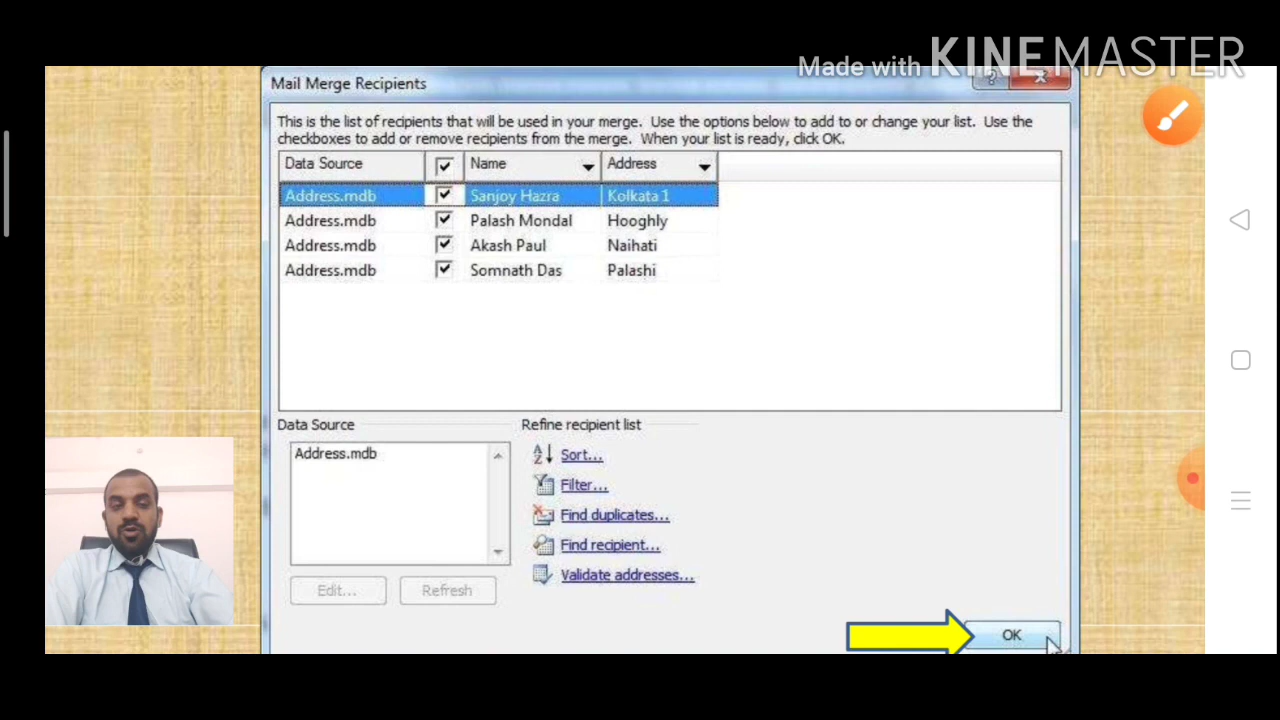 Made with KINEMASTER
Mail Merge Recipients
This is the list of recipients that will be used in your merge. Use the options below to add to or change your list. Use the
checkboxes to add or remove recipients from the merge. When your list is ready, click OK.
Data Source Name Address
Address.mdb Sanjoy Hazra Kolkata 1
Address.mdb Palash Mondal Hooghly
Address.mdb Akash Paul Naihati
Address.mdb Somnath Das Palashi
Data Source Refine recipient list
Address.mdb
Sort...
Filter...
Find duplicates...
Find recipient...
Validate addresses...
Edit... Refresh
OK